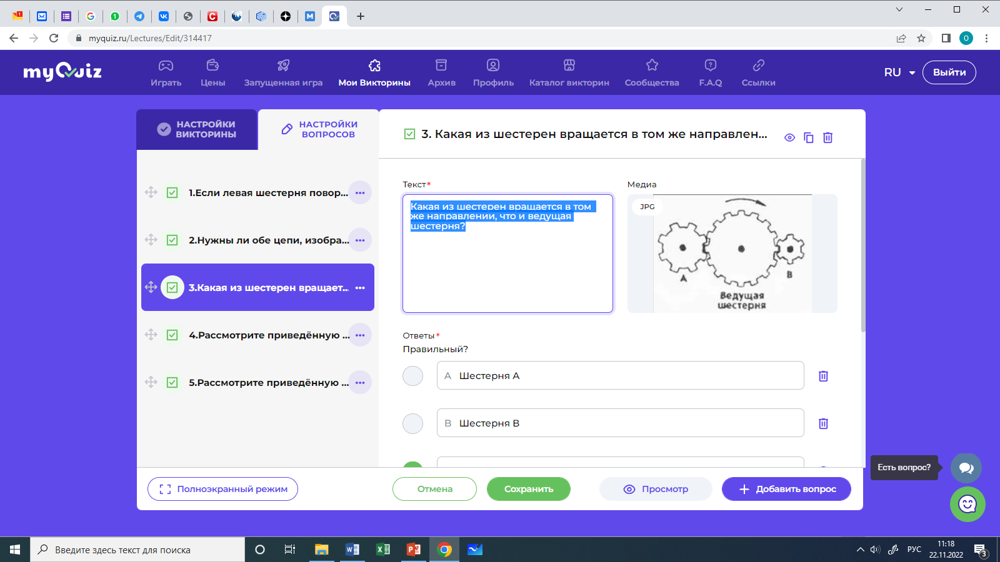 myquiz.ru/Lectures/Edit/314417
O
myQuiz
Играть
Цены
Запущенная игра
Мои Викторины
Архив
Профиль
Каталог викторин
Сообщества
F.A.Q
Ссылки
RU
Выйти
НАСТРОЙКИ
ВИКТОРИНЫ
НАСТРОЙКИ
ВОПРОСОВ
1.Если левая шестерня повор...
2.Нужны ли обе цепи, изобра...
3.Какая из шестерен вращает...
4.Рассмотрите приведённую ...
5.Рассмотрите приведённую ...
3. Какая из шестерен вращается в том же направлен...
Текст*
Какая из шестерен вращается в том
же направлении, что и ведущая
шестерня?
Медиа
JPG
A
B
Ведущая
шестерня
Ответы*
Правильный?
A Шестерня A
B Шестерня B
Полноэкранный режим
Отмена
Сохранить
Просмотр
Добавить вопрос
Есть вопрос?
Введите здесь текст для поиска
РУС
11:18
22.11.2022
3